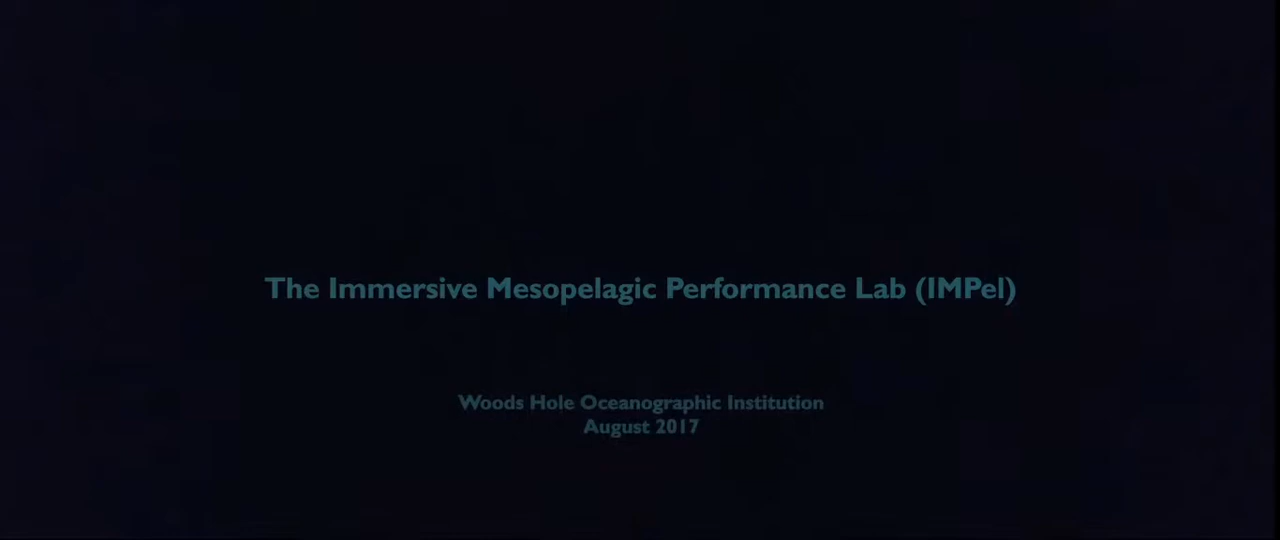 The Immersive Mesopelagic Performance Lab (IMPel)
Woods Hole Oceanographic Institution
August 2017